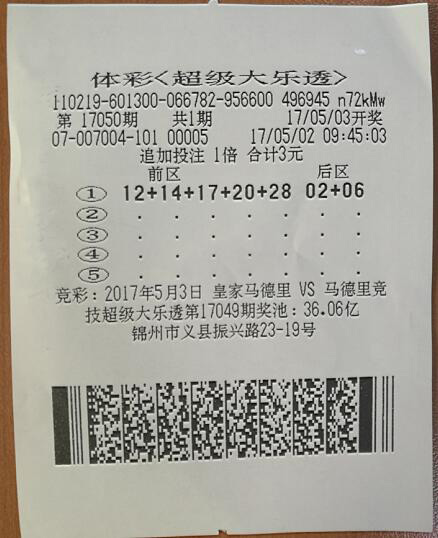 体彩<超级大乐透>
110219-601300-066782-956600 496945 n72kMw
第 17050期 共1期 17/05/03开奖
07-007004-101 00005 17/05/02 09:45:03
追加投注 1倍 合计3元
前区 后区
① 12+14+17+20+28 02+06
② . . . . . . .
③ . . . . . . .
④ . . . . . . .
⑤ . . . . . . .
竞彩：2017年5月3日 皇家马德里 VS 马德里竞
技超级大乐透第17049期奖池：36.06亿
锦州市义县振兴路23-19号